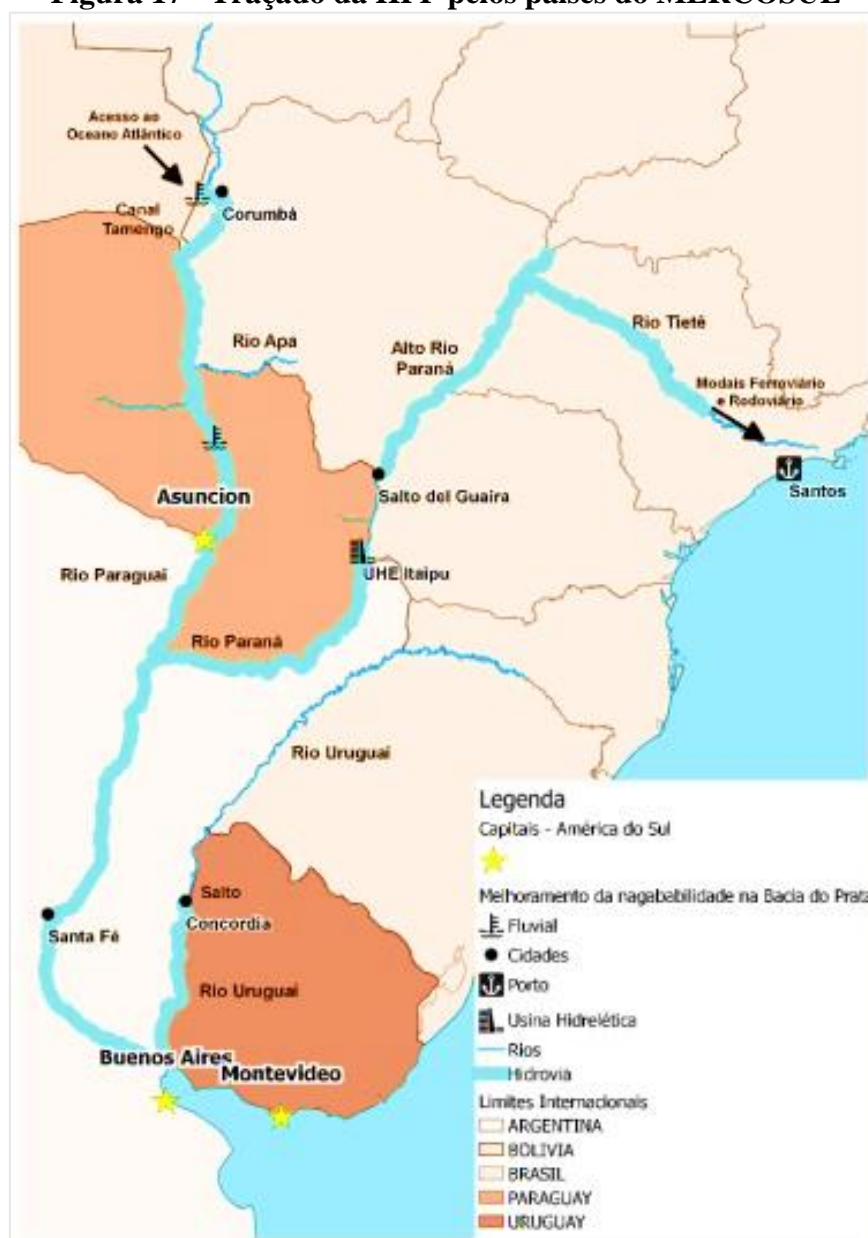 Figura 17 - Traçado da HPP pelos países do MERCOSUL
Acesso ao
Oceano Atlântico
Canal
Tamengo
Corumbá
Rio Apa
Alto Rio
Paraná
Rio Tietê
Modais Ferroviário
e Rodoviário
Santos
Asuncion
Salto del Guaira
Rio Paraguai
UHE Itaipu
Rio Paraná
Rio Uruguai
Salto
Concordia
Santa Fé
Rio Uruguai
Buenos Aires
Montevideo
Legenda
Capitais - América do Sul
Melhoramento da nagababilidade na Bacia do Prata
Fluvial
Cidades
Porto
Usina Hidrelética
Rios
Hidrovia
Limites Internacionais
ARGENTINA
BOLIVIA
BRASIL
PARAGUAY
URUGUAY